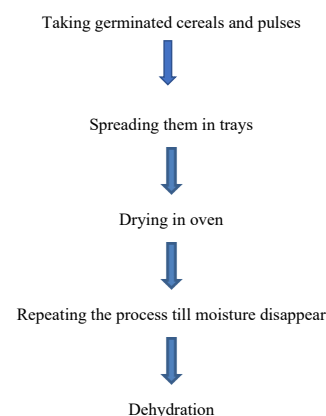 Taking germinated cereals and pulses
Spreading them in trays
Drying in oven
Repeating the process till moisture disappear
Dehydration